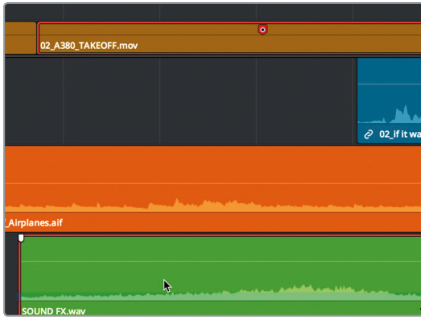 02_A380_TAKEOFF.mov
02_if it wa
_Airplanes.aif
SOUND FX.wav